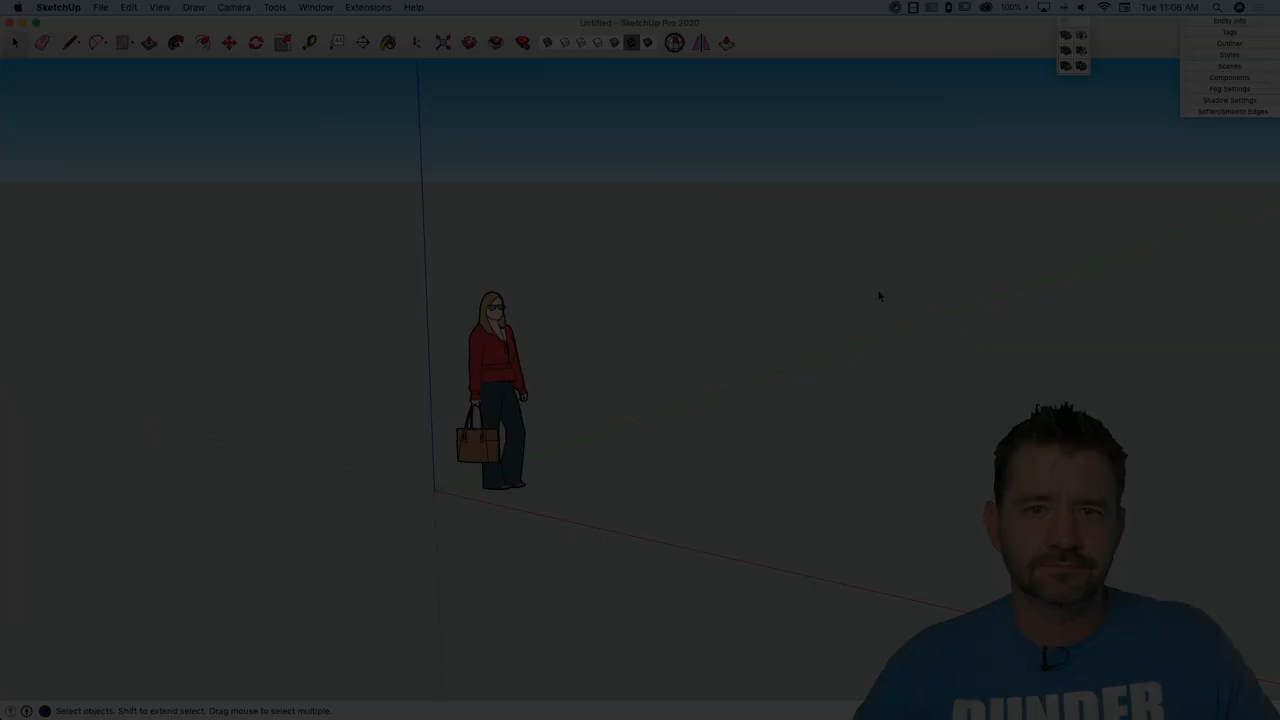 SketchUp File Edit View Draw Camera Tools Window Extensions Help 100% Tue 11:06 AM
Untitled - SketchUp Pro 2020
Entity Info
Tags
Outliner
Styles
Scenes
Components
Fog Settings
Shadow Settings
Soften/Smooth Edges
DUNDER
Select objects. Shift to extend select. Drag mouse to select multiple.